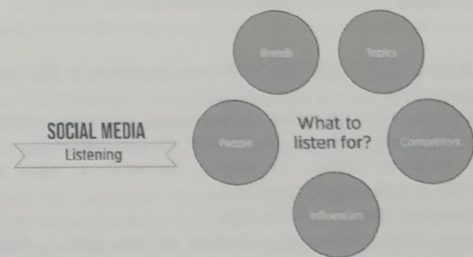 SOCIAL MEDIA
Listening
Brands
Topics
People
What to
listen for?
Competitors
Influencers